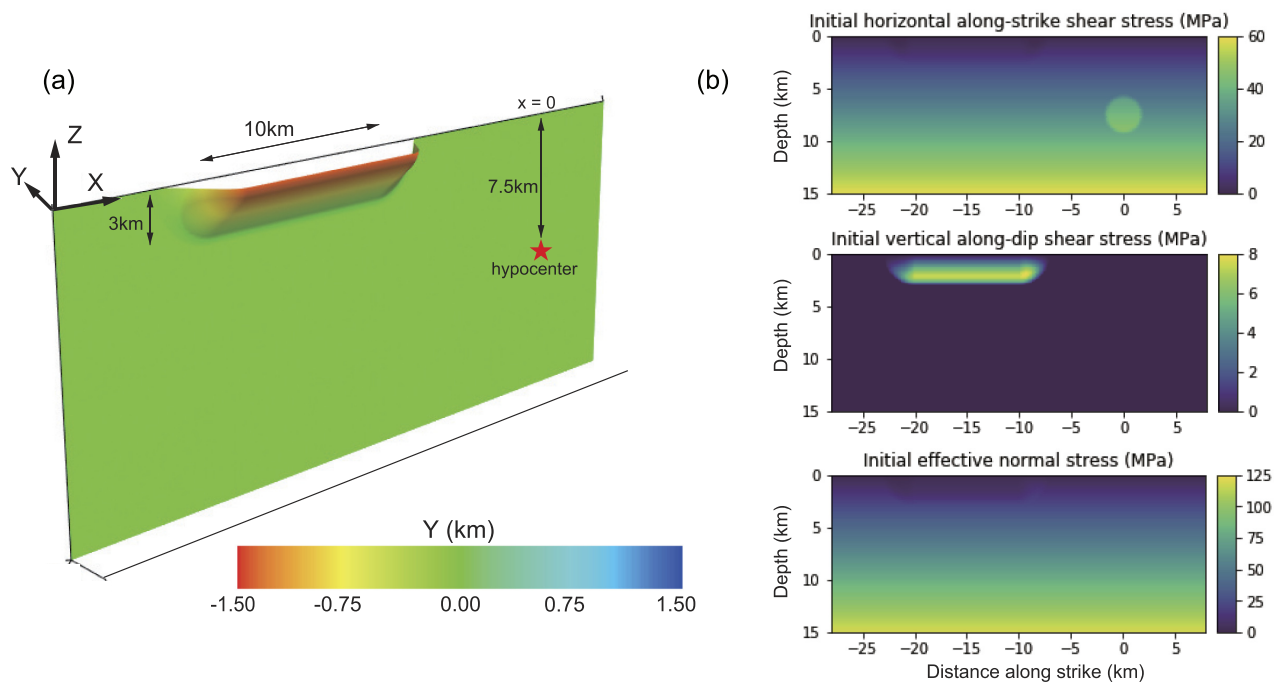 (a)
x = 0
10km
Z
Y
X
7.5km
3km
hypocenter
Y (km)
-1.50 -0.75 0.00 0.75 1.50
(b)
Initial horizontal along-strike shear stress (MPa)
0 60
5 40
Depth (km)
10 20
15 0
−25 −20 −15 −10 −5 0 5
Initial vertical along-dip shear stress (MPa)
0 8
6
5
Depth (km)
4
10 2
15 0
−25 −20 −15 −10 −5 0 5
Initial effective normal stress (MPa)
0 125
100
5
Depth (km)
75
50
10
25
15 0
−25 −20 −15 −10 −5 0 5
Distance along strike (km)